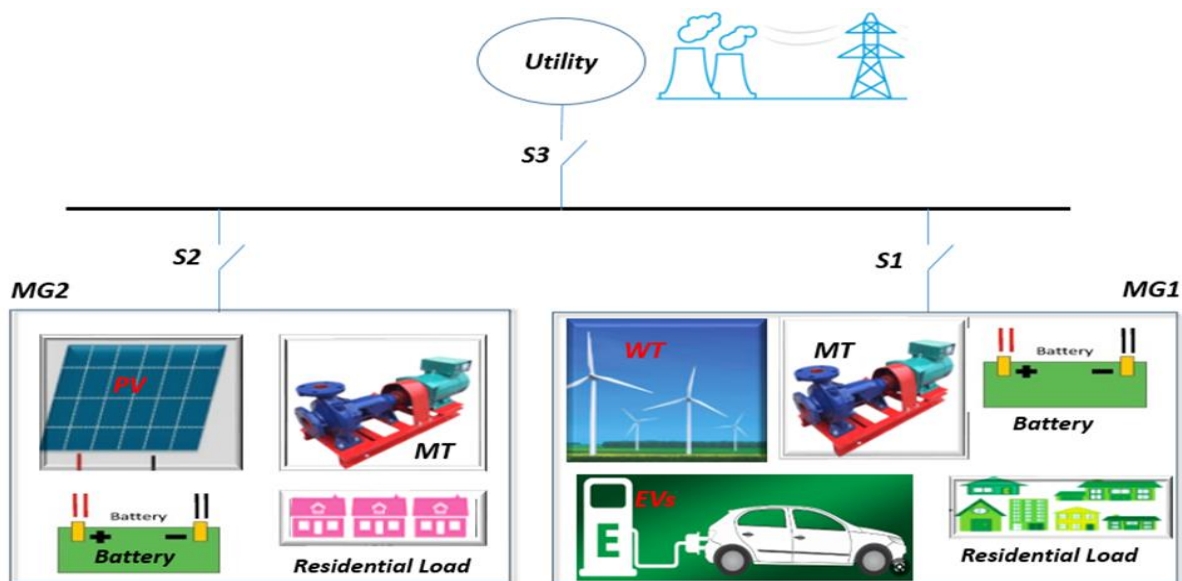 Utility
S3
S2
S1
MG2
MG1
PV
MT
WT
MT
Battery
+ -
Battery
Battery
+ -
Battery
Residential Load
EVs
E
Residential Load